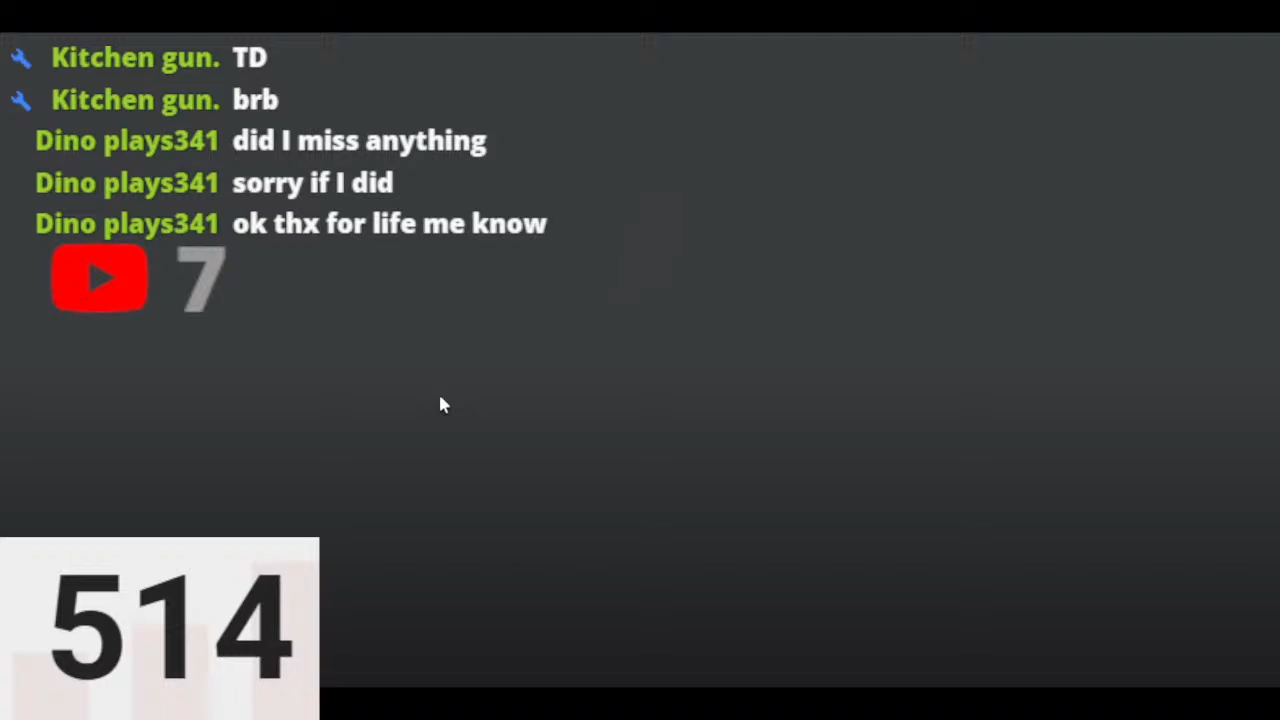 Kitchen gun. TD
Kitchen gun. brb
Dino plays341 did I miss anything
Dino plays341 sorry if I did
Dino plays341 ok thx for life me know
7
514